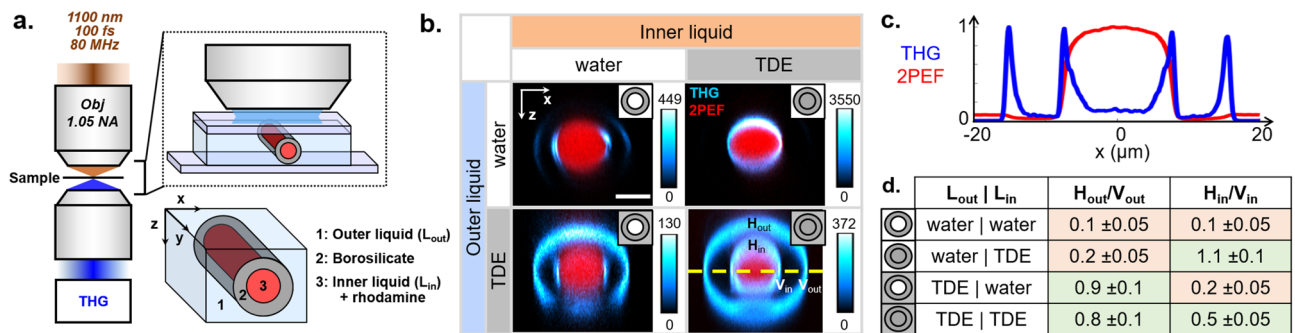 a.
1100 nm
100 fs
80 MHz
Obj
1.05 NA
Sample
THG
x
y
z
1
2
3
1: Outer liquid (Lout)
2: Borosilicate
3: Inner liquid (Lin)
+ rhodamine
b.
Inner liquid
water
TDE
Outer liquid
water
TDE
x
z
449
0
THG
2PEF
3550
0
130
0
Hout
Hin
Vin
Vout
372
0
c.
THG
2PEF
1
0
-20
0
20
x (μm)
d.
Lout | Lin
Hout/Vout
Hin/Vin
water | water
0.1 ±0.05
0.1 ±0.05
water | TDE
0.2 ±0.05
1.1 ±0.1
TDE | water
0.9 ±0.1
0.2 ±0.05
TDE | TDE
0.8 ±0.1
0.5 ±0.05